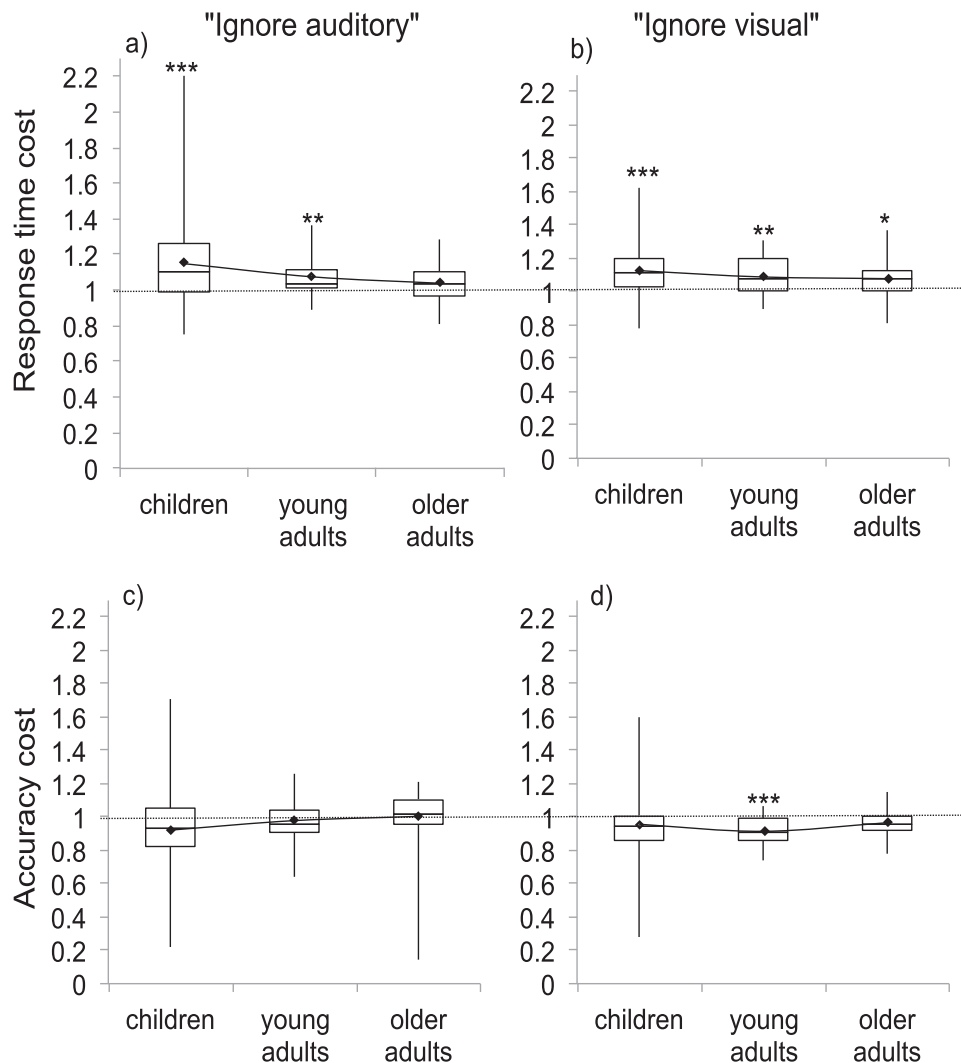 "Ignore auditory"
"Ignore visual"
a)
b)
Response time cost
2.2
2
1.8
1.6
1.4
1.2
1
0.8
0.6
0.4
0.2
0
***
**
children
young
adults
older
adults
2.2
2
1.8
1.6
1.4
1.2
1
0.8
0.6
0.4
0.2
0
***
**
*
children
young
adults
older
adults
c)
d)
Accuracy cost
2.2
2
1.8
1.6
1.4
1.2
1
0.8
0.6
0.4
0.2
0
children
young
adults
older
adults
2.2
2
1.8
1.6
1.4
1.2
1
0.8
0.6
0.4
0.2
0
***
children
young
adults
older
adults